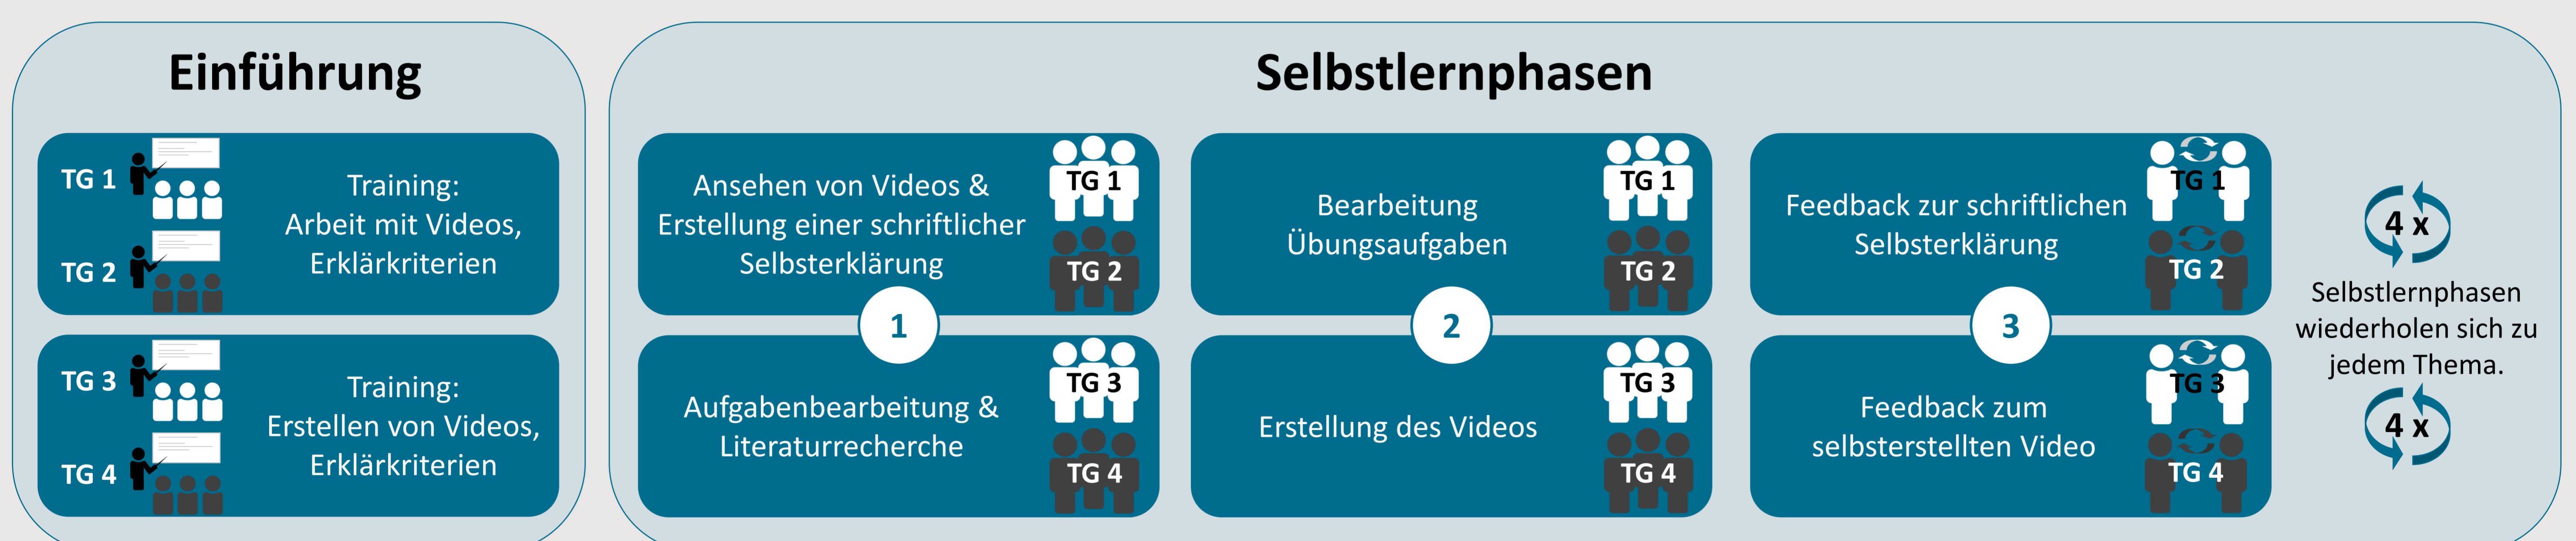 Einführung
TG 1
TG 2
Training:
Arbeit mit Videos,
Erklärkriterien
TG 3
TG 4
Training:
Erstellen von Videos,
Erklärkriterien
Selbstlernphasen
Ansehen von Videos &
Erstellung einer schriftlicher
Selbsterklärung
TG 1
TG 2
1
Aufgabenbearbeitung &
Literaturrecherche
TG 3
TG 4
Bearbeitung
Übungsaufgaben
TG 1
TG 2
2
Erstellung des Videos
TG 3
TG 4
Feedback zur schriftlichen
Selbsterklärung
TG 1
TG 2
3
Feedback zum
selbsterstellten Video
TG 3
TG 4
4 x
Selbstlernphasen
wiederholen sich zu
jedem Thema.
4 x